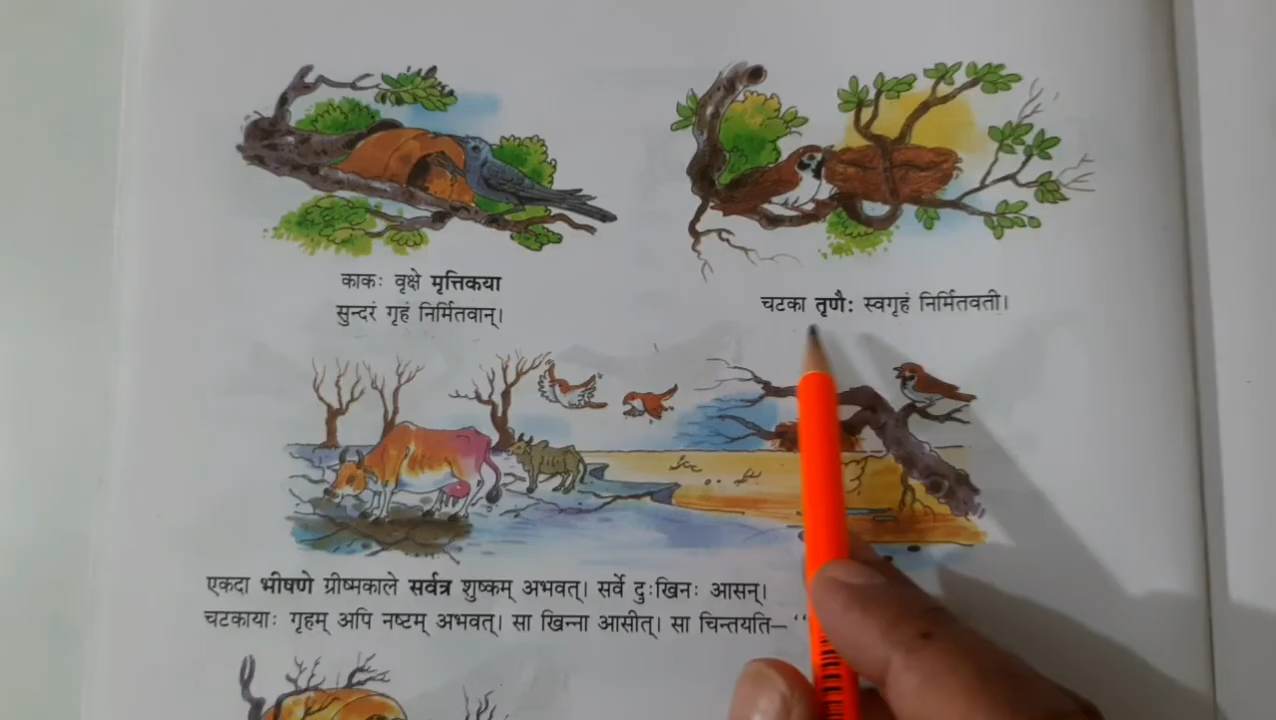 काकः वृक्षे मृत्तिकया
सुन्दरं गृहं निर्मितवान्।
चटका तृणैः स्वगृहं निर्मितवती।
एकदा भीषणे ग्रीष्मकाले सर्वत्र शुष्कम् अभवत्। सर्वे दुःखिनः आसन्।
चटकायाः गृहम् अपि नष्टम् अभवत्। सा खिन्ना आसीत्। सा चिन्तयति– ‘‘